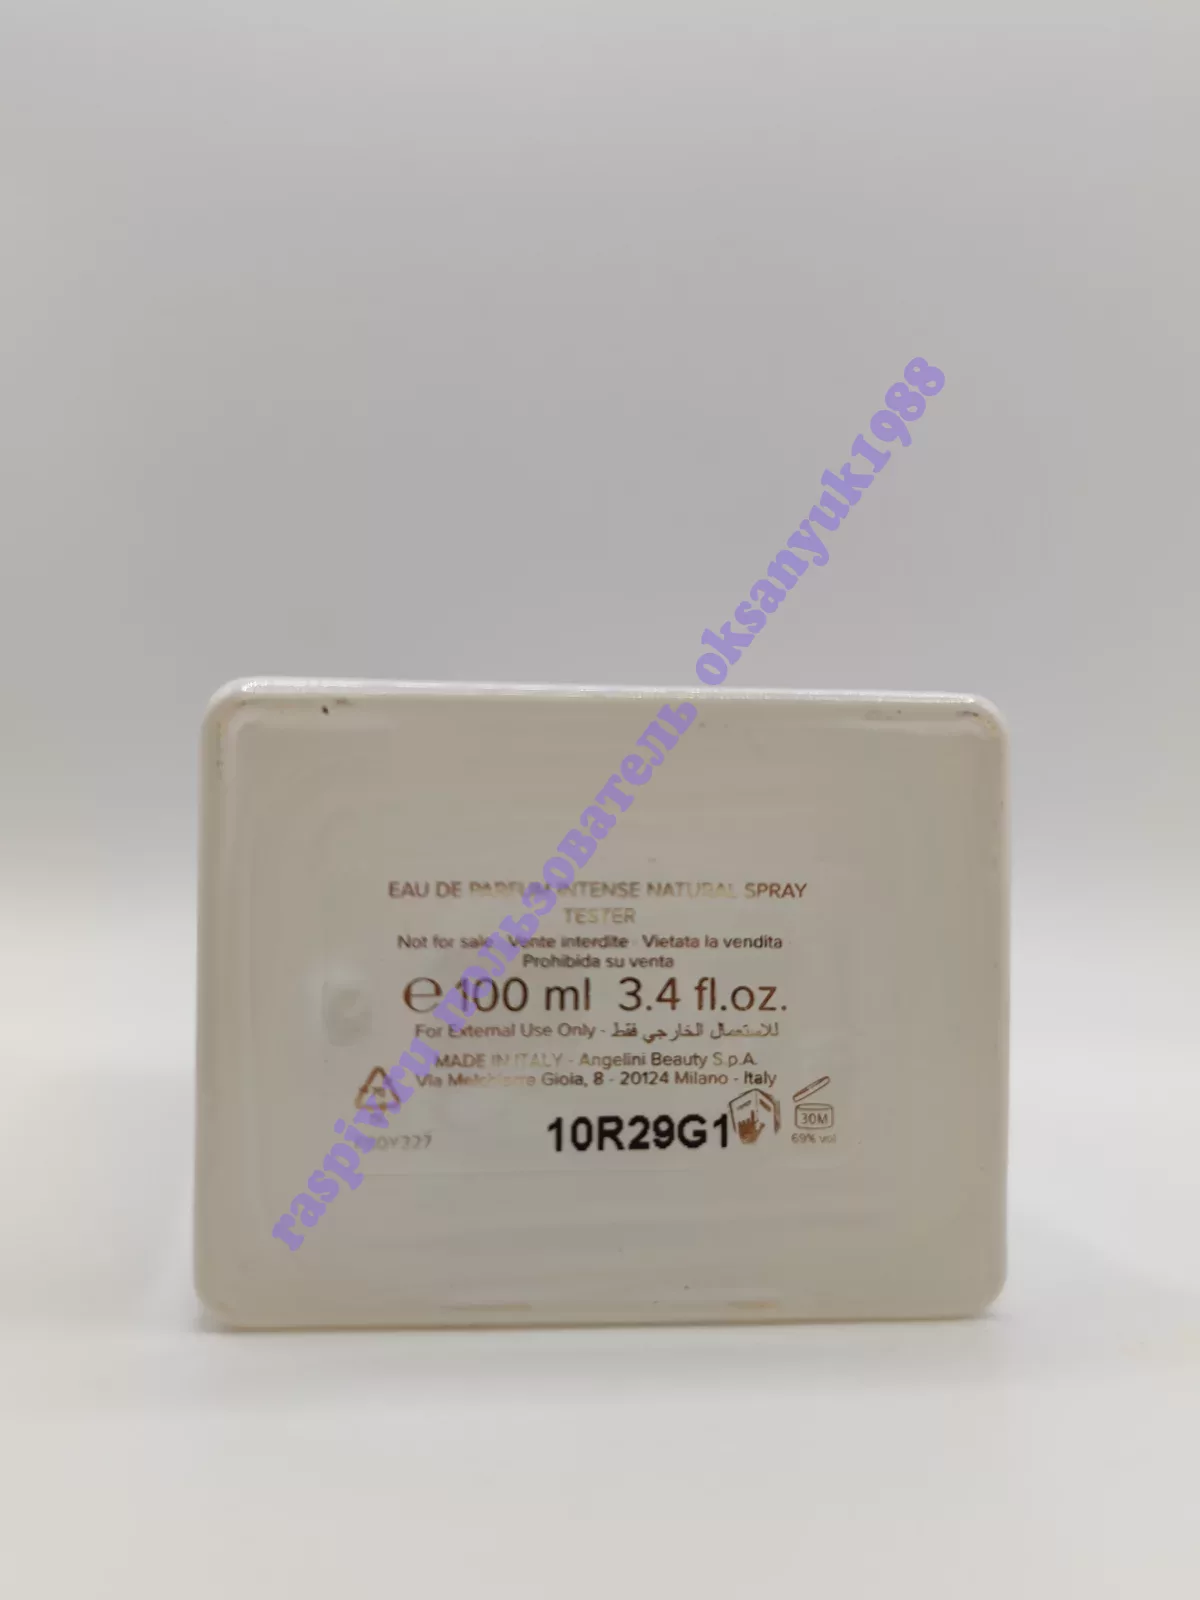 EAU DE PARFUM INTENSE NATURAL SPRAY
TESTER
Not for sale · Vente interdite · Vietata la vendita ·
Prohibida su venta
℮ 100 ml 3.4 fl.oz.
For External Use Only - للاستعمال الخارجي فقط
MADE IN ITALY - Angelini Beauty S.p.A.
Via Melchiorre Gioia, 8 - 20124 Milano - Italy
10R29G1
30M
69% vol
raspiv.ru пользователь oksanyuk1988